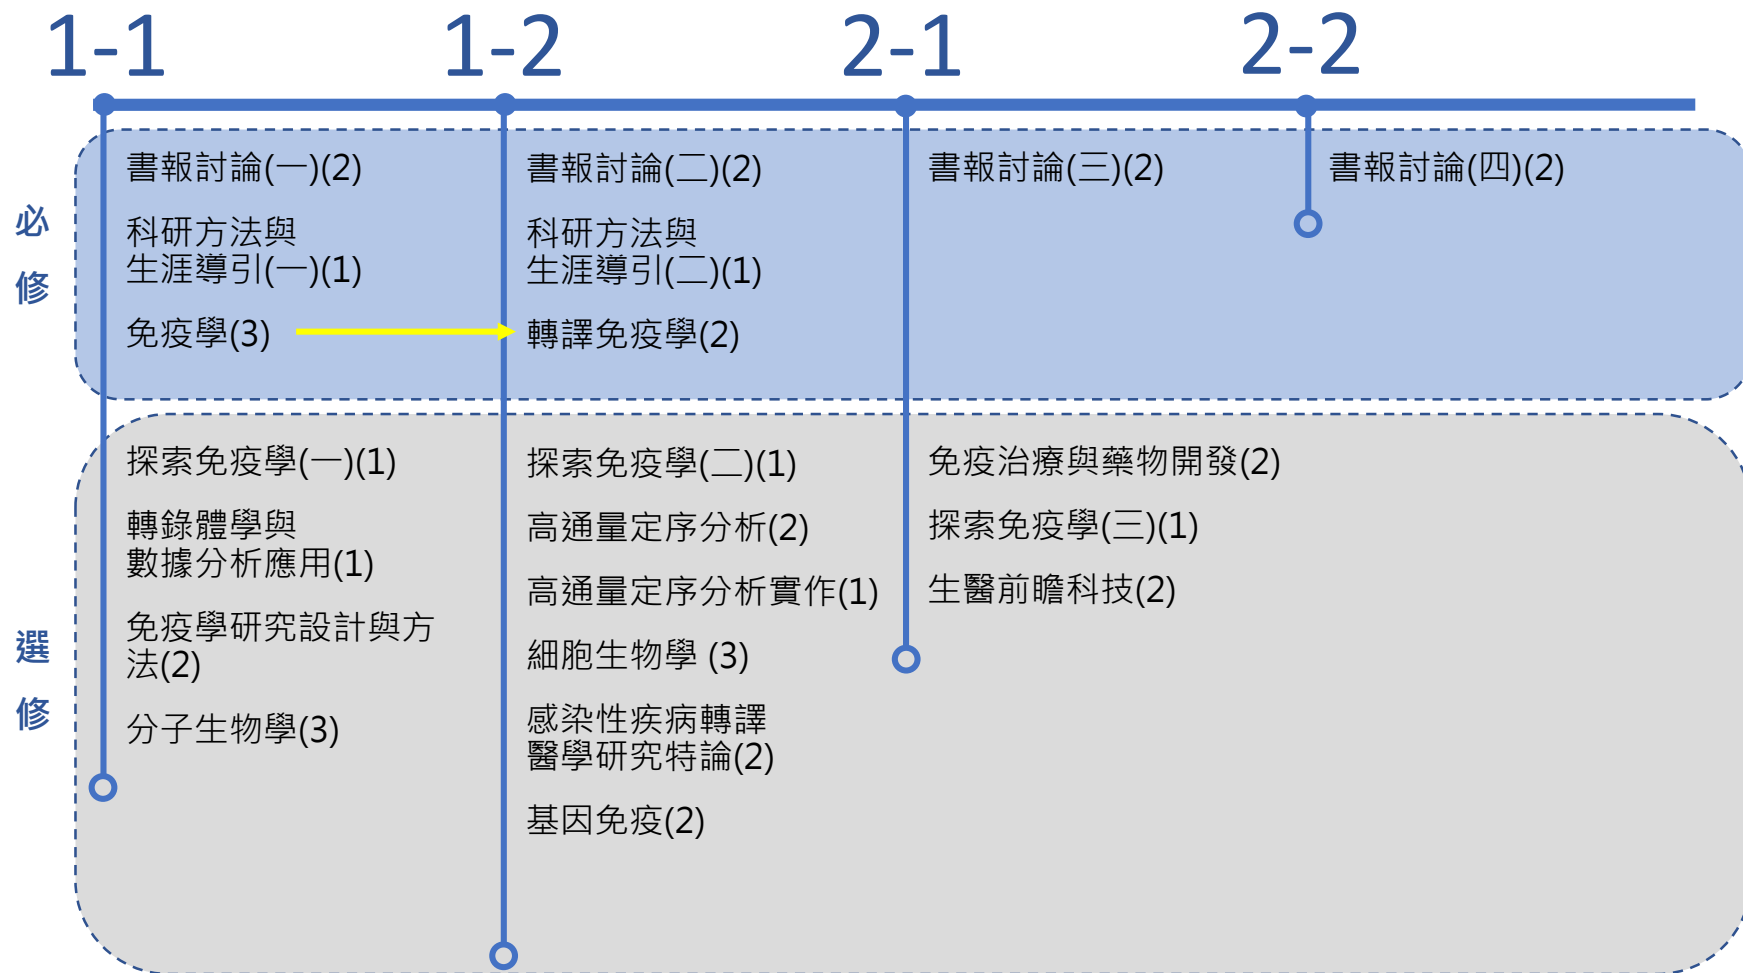 1-1
1-2
2-1
2-2
必
修
書報討論(一)(2)
科研方法與
生涯導引(一)(1)
免疫學(3)
書報討論(二)(2)
科研方法與
生涯導引(二)(1)
轉譯免疫學(2)
書報討論(三)(2)
書報討論(四)(2)
選
修
探索免疫學(一)(1)
轉錄體學與
數據分析應用(1)
免疫學研究設計與方
法(2)
分子生物學(3)
探索免疫學(二)(1)
高通量定序分析(2)
高通量定序分析實作(1)
細胞生物學 (3)
感染性疾病轉譯
醫學研究特論(2)
基因免疫(2)
免疫治療與藥物開發(2)
探索免疫學(三)(1)
生醫前瞻科技(2)